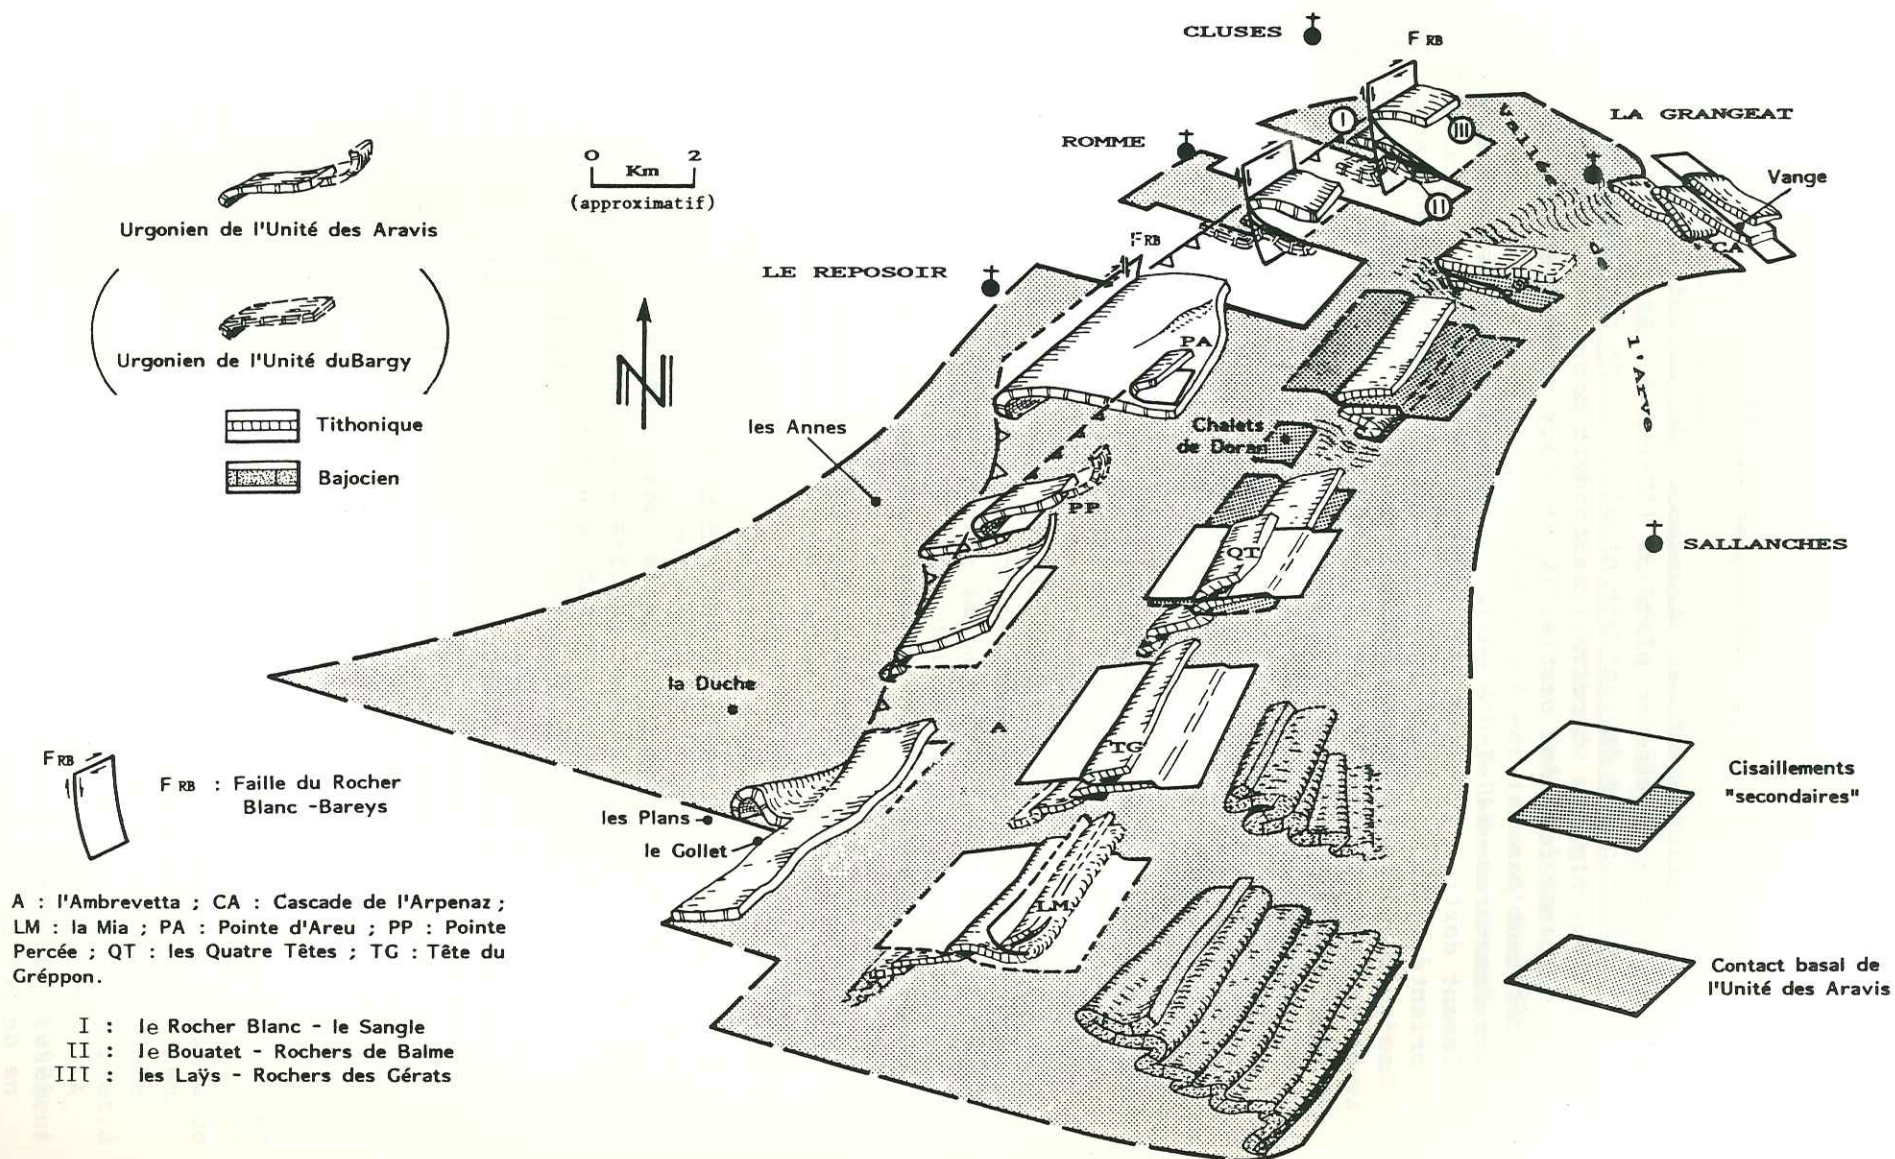 CLUSES
F RB
LA GRANGEAT
Vallée de l'Arve
ROMME
I
III
II
Vange
CA
0 2
Km
(approximatif)
Urgonien de l'Unité des Aravis
Urgonien de l'Unité duBargy
Tithonique
Bajocien
N
LE REPOSOIR
FRB
PA
les Annes
Chalets
de Doran
PP
QT
SALLANCHES
la Duche
A
TG
les Plans
le Gollet
LM
FRB
F RB : Faille du Rocher
Blanc -Bareys
Cisaillements
"secondaires"
Contact basal de
l'Unité des Aravis
A : l'Ambrevetta ; CA : Cascade de l'Arpenaz ;
LM : la Mia ; PA : Pointe d'Areu ; PP : Pointe
Percée ; QT : les Quatre Têtes ; TG : Tête du
Gréppon.
I : le Rocher Blanc - le Sangle
II : le Bouatet - Rochers de Balme
III : les Laÿs - Rochers des Gérats